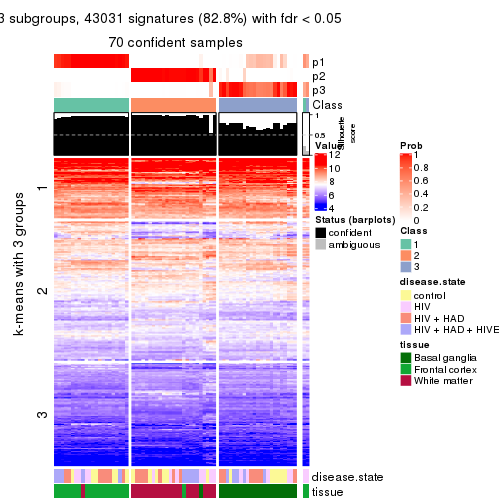 3 subgroups, 43031 signatures (82.8%) with fdr < 0.05
70 confident samples
p1
p2
p3
Class
1
0.5
Silhouette
score
k-means with 3 groups
1
2
3
disease.state
tissue
Value
12
10
8
6
4
Status (barplots)
confident
ambiguous
Prob
1
0.8
0.6
0.4
0.2
0
Class
1
2
3
disease.state
control
HIV
HIV + HAD
HIV + HAD + HIVE
tissue
Basal ganglia
Frontal cortex
White matter